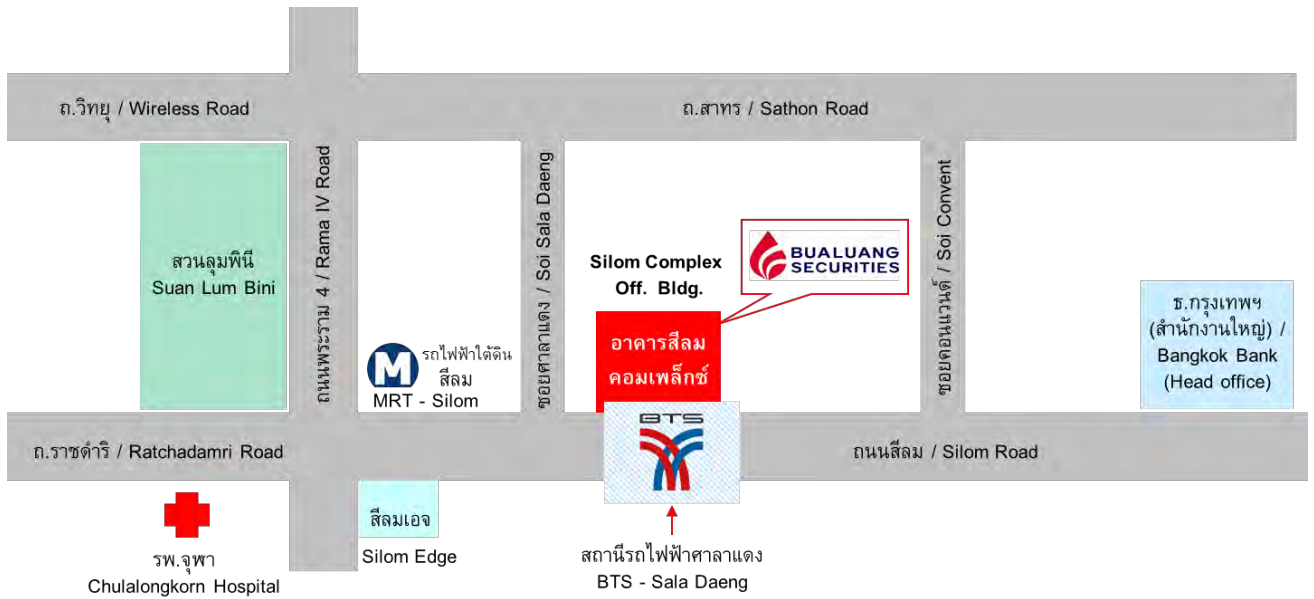 ถ.วิทยุ / Wireless Road
ถ.สาทร / Sathon Road
สวนลุมพินี
Suan Lum Bini
ถนนพระราม 4 / Rama IV Road
รถไฟฟ้าใต้ดิน
สีลม
M
MRT - Silom
ซอยศาลาแดง / Soi Sala Daeng
Silom Complex
Off. Bldg.
อาคารสีลม
คอมเพล็กซ์
BUALUANG
SECURITIES
ซอยคอนแวนต์ / Soi Convent
ธ.กรุงเทพฯ
(สำนักงานใหญ่) /
Bangkok Bank
(Head office)
ถ.ราชดำริ / Ratchadamri Road
BTS
ถนนสีลม / Silom Road
รพ.จุฬา
Chulalongkorn Hospital
สีลมเอจ
Silom Edge
สถานีรถไฟฟ้าศาลาแดง
BTS - Sala Daeng